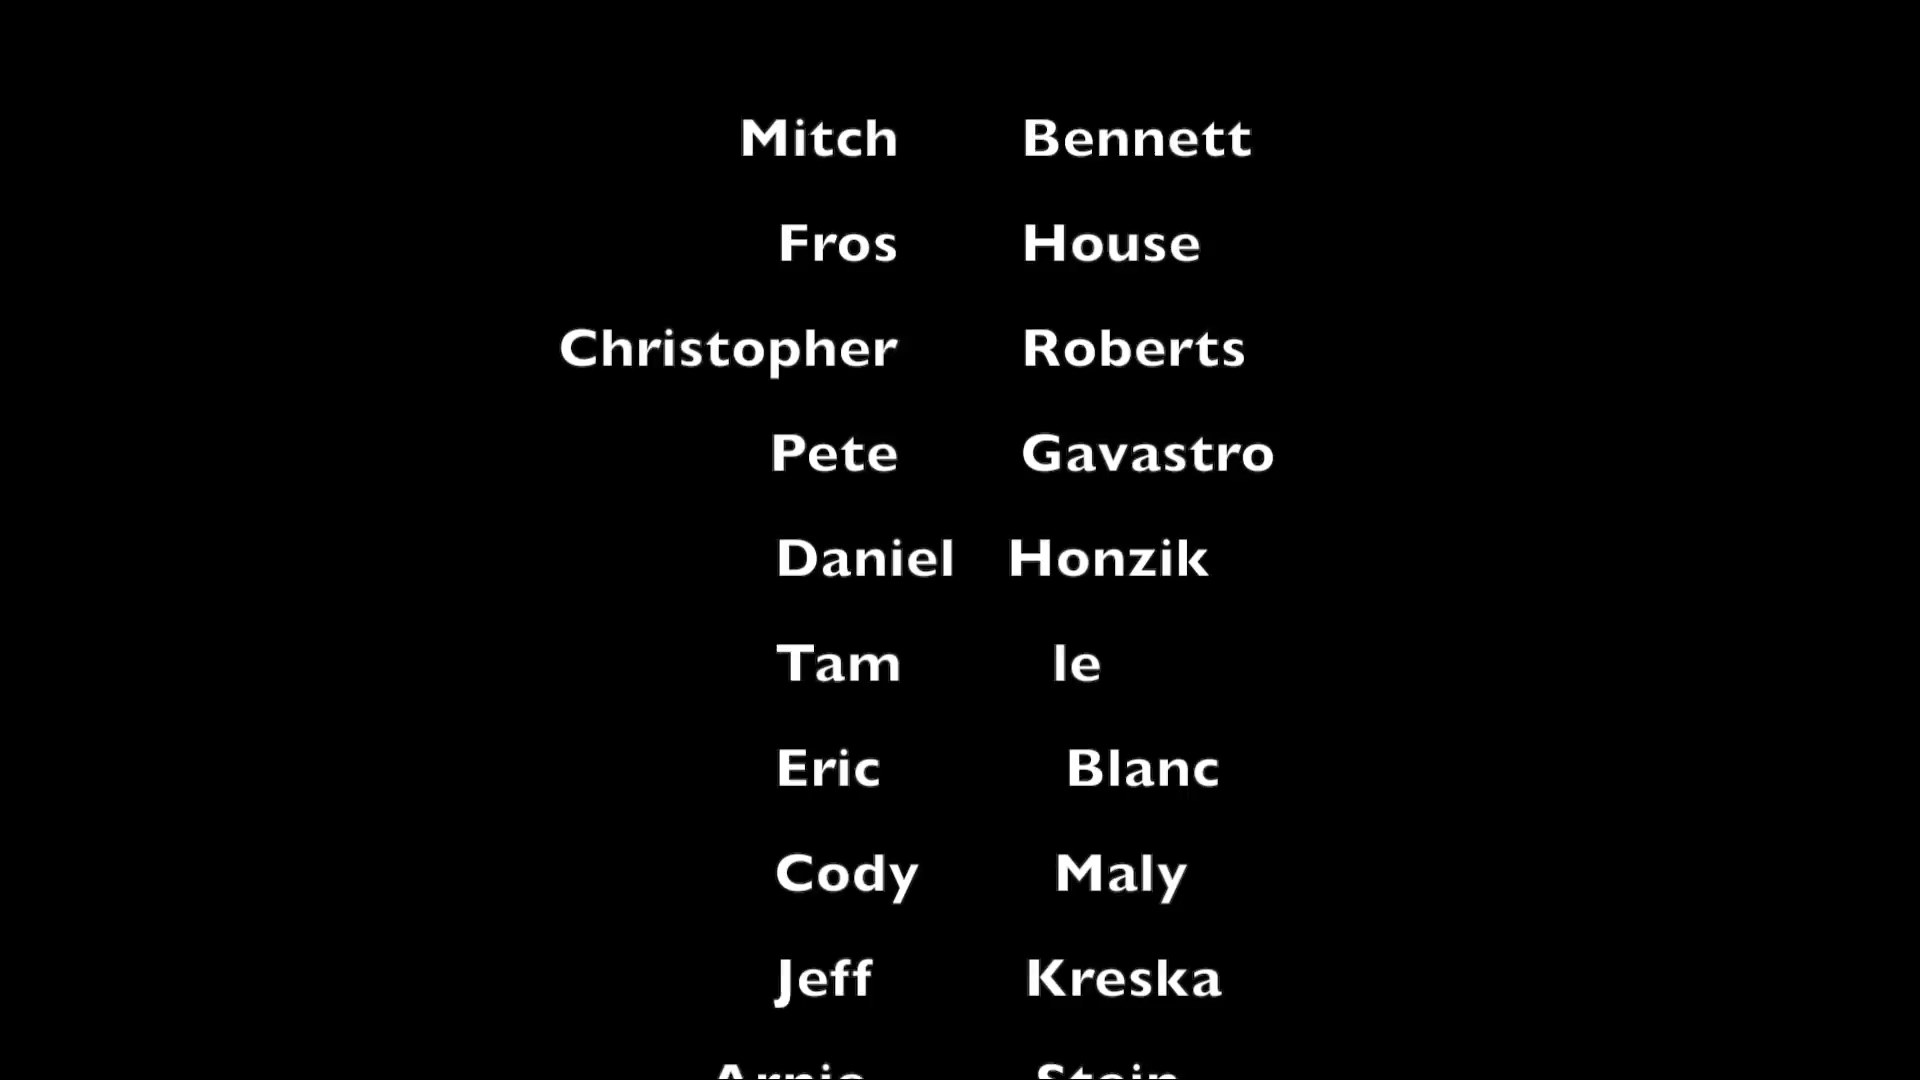 Mitch Bennett
Fros House
Christopher Roberts
Pete Gavastro
Daniel Honzik
Tam le
Eric Blanc
Cody Maly
Jeff Kreska